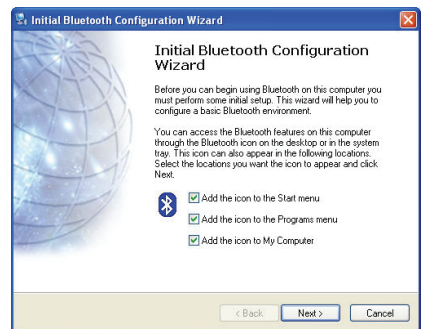 Initial Bluetooth Configuration Wizard
Initial Bluetooth Configuration
Wizard
Before you can begin using Bluetooth on this computer you
must perform some initial setup. This wizard will help you to
configure a basic Bluetooth environment.
You can access the Bluetooth features on this computer
through the Bluetooth icon on the desktop or in the system
tray. This icon can also appear in the following locations.
Select the locations you want the icon to appear and click
Next.
Add the icon to the Start menu
Add the icon to the Programs menu
Add the icon to My Computer
< Back
Next >
Cancel